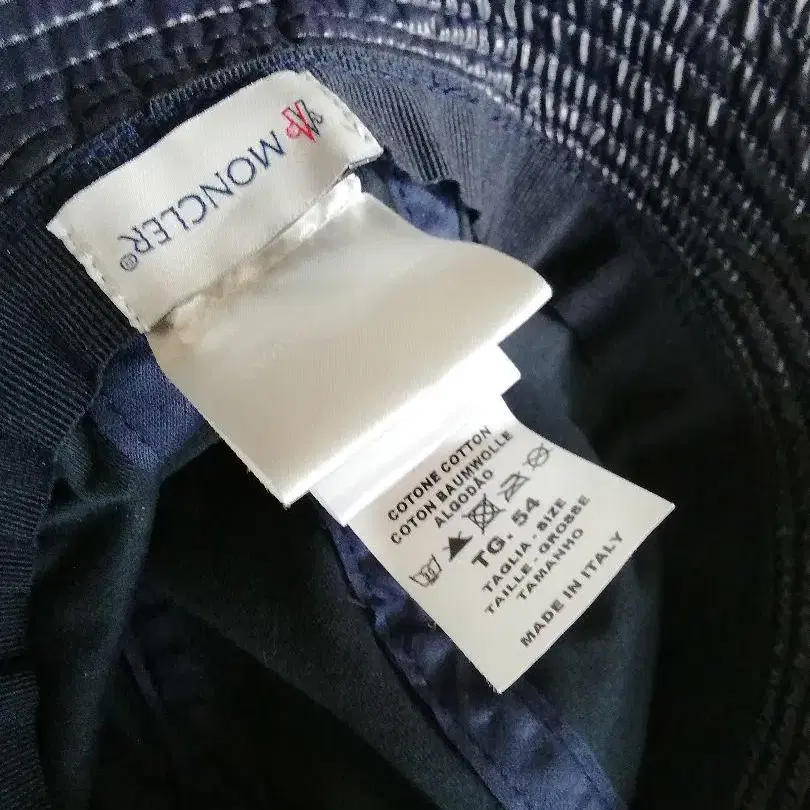 MONCLER®
COTONE COTTON
COTON BAUMWOLLE
ALGODÃO
TG. 54
TAGLIA - SIZE
TAILLE - GROSSE
TAMANHO
MADE IN ITALY